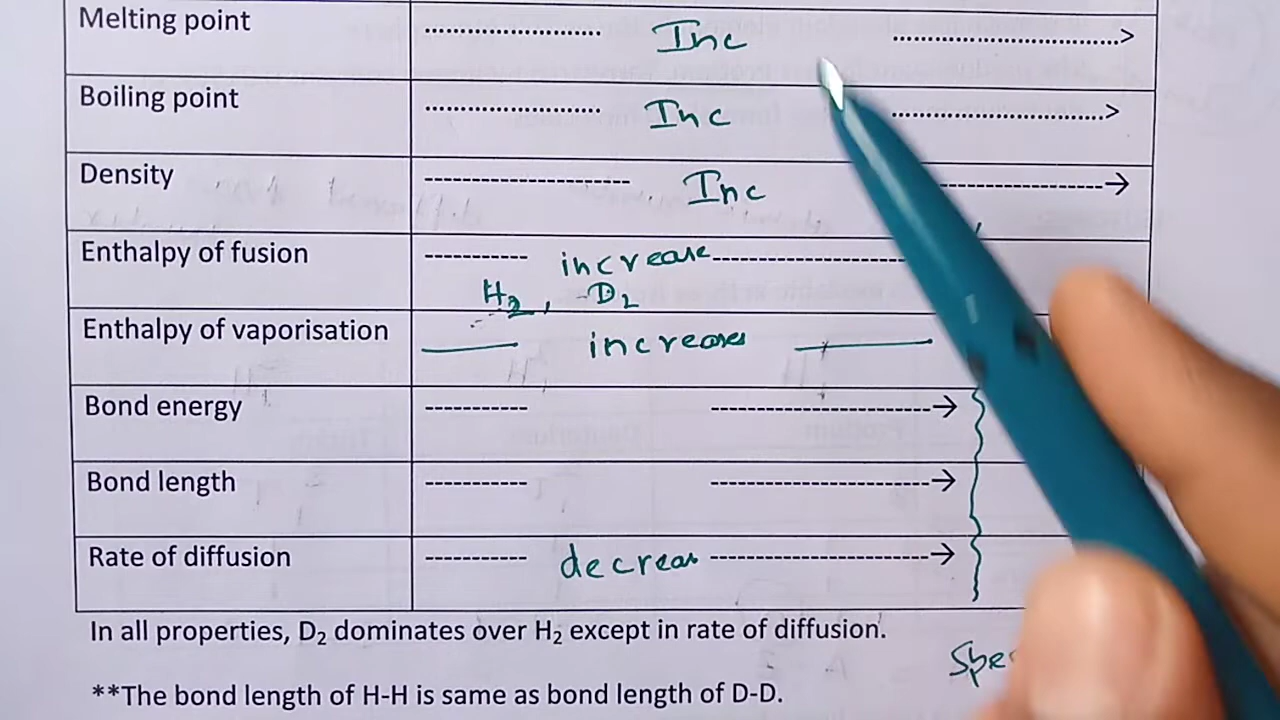 Melting point ................. Inc ......................>
Boiling point ................. Inc ......................>
Density -------------------- Inc ----------------→
Enthalpy of fusion ---------- increase-------------------
H₂, D₂
Enthalpy of vaporisation increases
Bond energy ---------- ---------------------→
Bond length ---------- ---------------------→
Rate of diffusion ---------- decreas ---------------------→
In all properties, D₂ dominates over H₂ except in rate of diffusion.
**The bond length of H-H is same as bond length of D-D.